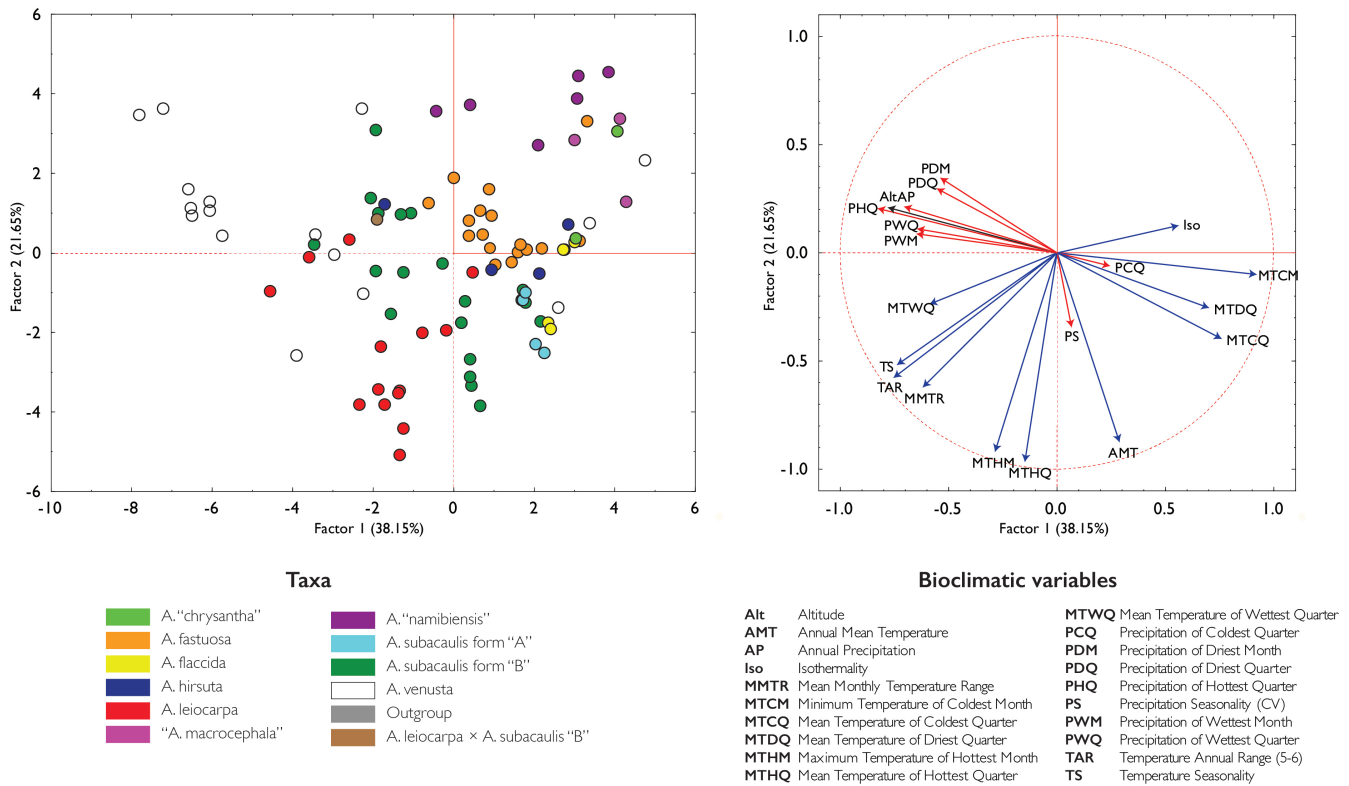 6
4
2
0
-2
-4
-6
-10
-8
-6
-4
-2
0
2
4
6
Factor 2 (21.65%)
Factor 1 (38.15%)
1.0
0.5
0.0
-0.5
-1.0
-1.0
-0.5
0.0
0.5
1.0
Factor 2 (21.65%)
Factor 1 (38.15%)
PDM
PDQ
AltAP
PHQ
PWQ
PWM
Iso
PCQ
MTCM
MTWQ
MTDQ
PS
MTCQ
TS
TAR
MMTR
AMT
MTHM
MTHQ
Taxa
A. "chrysantha"
A. fastuosa
A. flaccida
A. hirsuta
A. leiocarpa
"A. macrocephala"
A. "namibiensis"
A. subacaulis form "A"
A. subacaulis form "B"
A. venusta
Outgroup
A. leiocarpa × A. subacaulis "B"
Bioclimatic variables
Alt Altitude
AMT Annual Mean Temperature
AP Annual Precipitation
Iso Isothermality
MMTR Mean Monthly Temperature Range
MTCM Minimum Temperature of Coldest Month
MTCQ Mean Temperature of Coldest Quarter
MTDQ Mean Temperature of Driest Quarter
MTHM Maximum Temperature of Hottest Month
MTHQ Mean Temperature of Hottest Quarter
MTWQ Mean Temperature of Wettest Quarter
PCQ Precipitation of Coldest Quarter
PDM Precipitation of Driest Month
PDQ Precipitation of Driest Quarter
PHQ Precipitation of Hottest Quarter
PS Precipitation Seasonality (CV)
PWM Precipitation of Wettest Month
PWQ Precipitation of Wettest Quarter
TAR Temperature Annual Range (5-6)
TS Temperature Seasonality